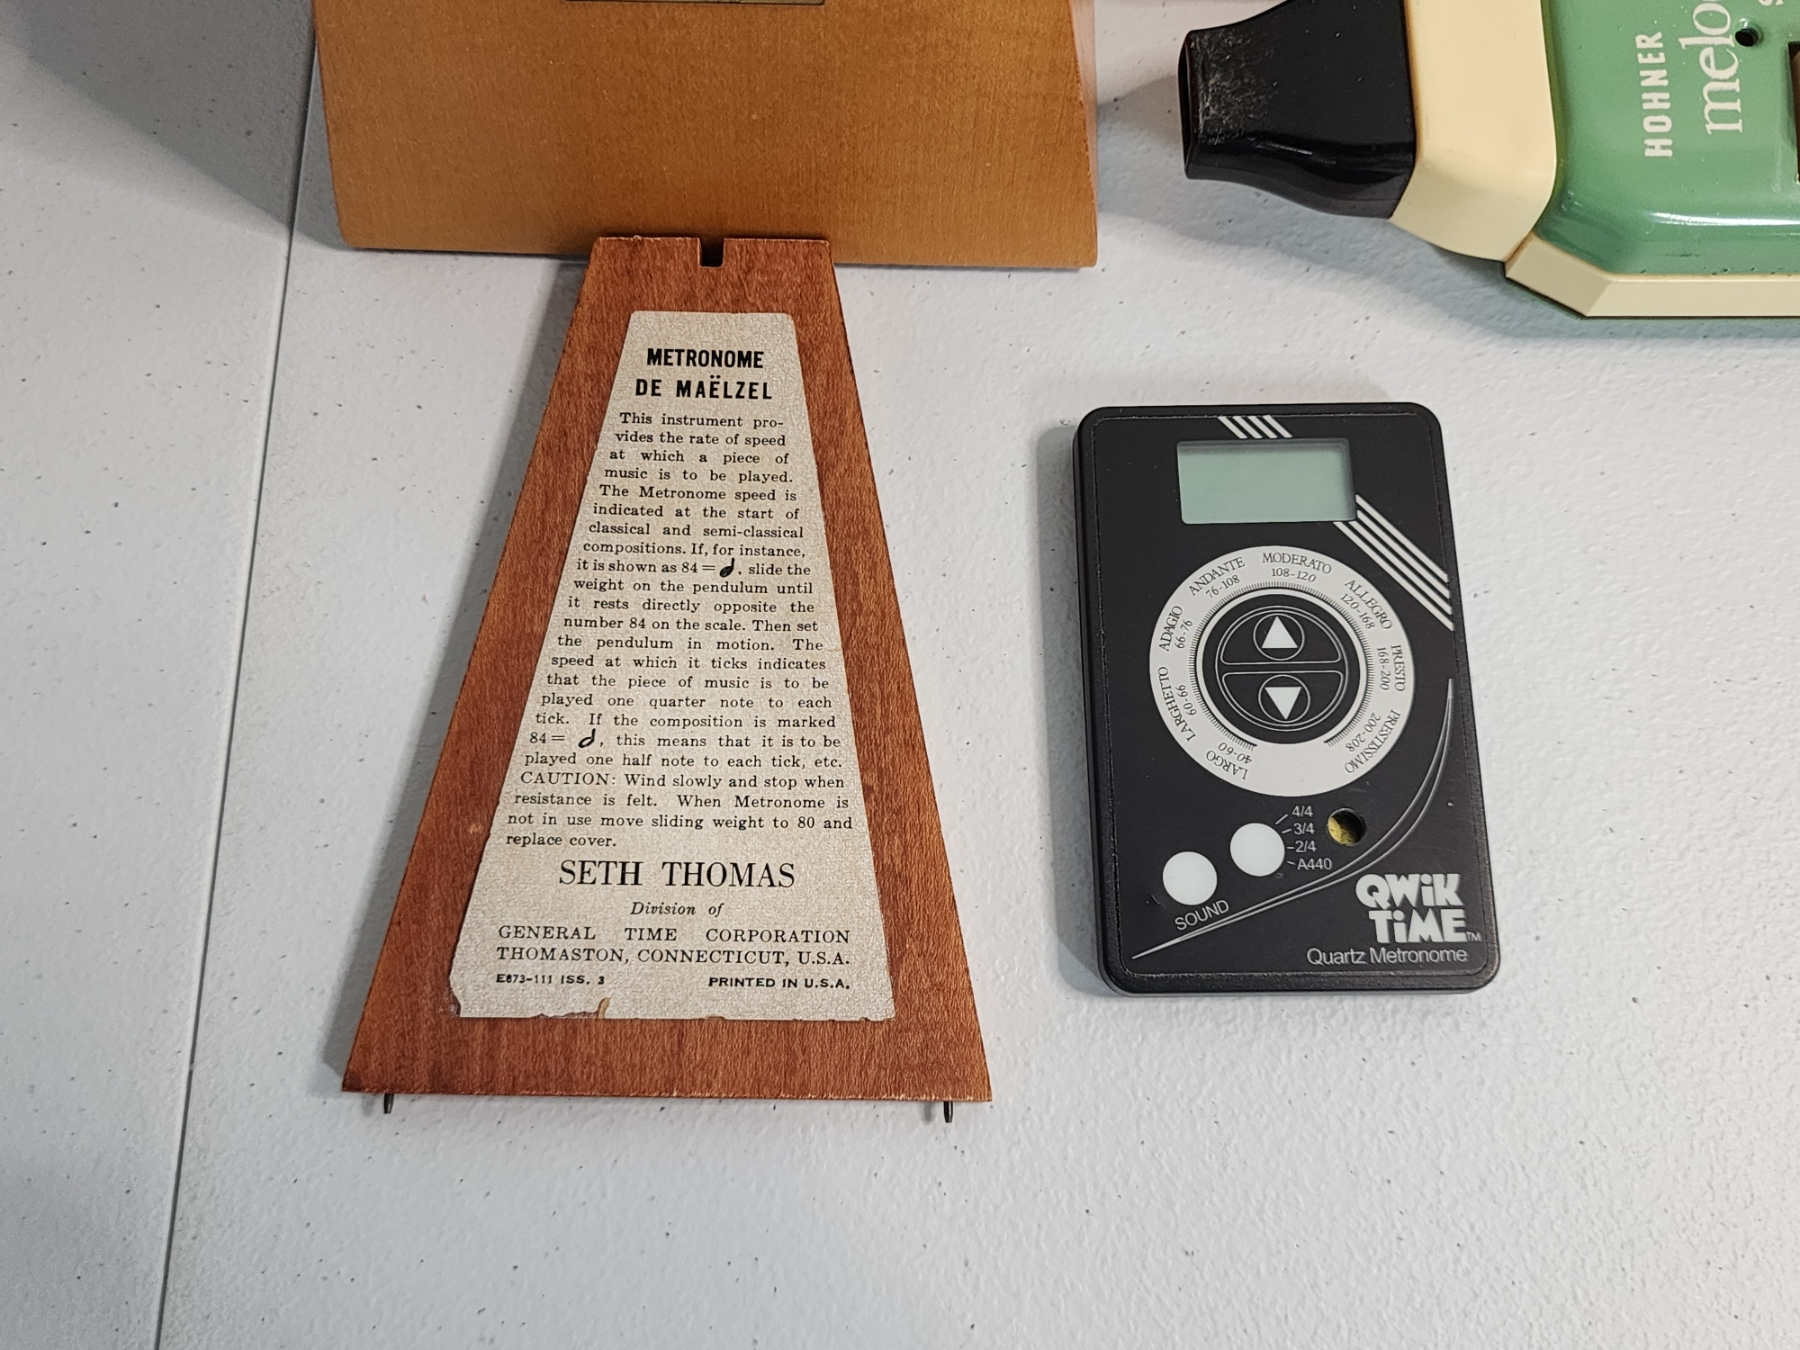 METRONOME
DE MAËLZEL
This instrument pro-
vides the rate of speed
at which a piece of
music is to be played.
The Metronome speed is
indicated at the start of
classical and semi-classical
compositions. If, for instance,
it is shown as 84 = 𝅘𝅥, slide the
weight on the pendulum until
it rests directly opposite the
number 84 on the scale. Then set
the pendulum in motion. The
speed at which it ticks indicates
that the piece of music is to be
played one quarter note to each
tick. If the composition is marked
84 = 𝅗𝅥, this means that it is to be
played one half note to each tick, etc.
CAUTION: Wind slowly and stop when
resistance is felt. When Metronome is
not in use move sliding weight to 80 and
replace cover.
SETH THOMAS
Division of
GENERAL TIME CORPORATION
THOMASTON, CONNECTICUT, U.S.A.
E673-111 ISS. 3 PRINTED IN U.S.A.
HOHNER
LARGO
40-60
LARGHETTO
60-66
ADAGIO
66-76
ANDANTE
76-108
MODERATO
108-120
ALLEGRO
120-168
PRESTO
168-200
PRESTISSIMO
200-208
4/4
3/4
2/4
A440
SOUND
QWiK
TiME™
Quartz Metronome